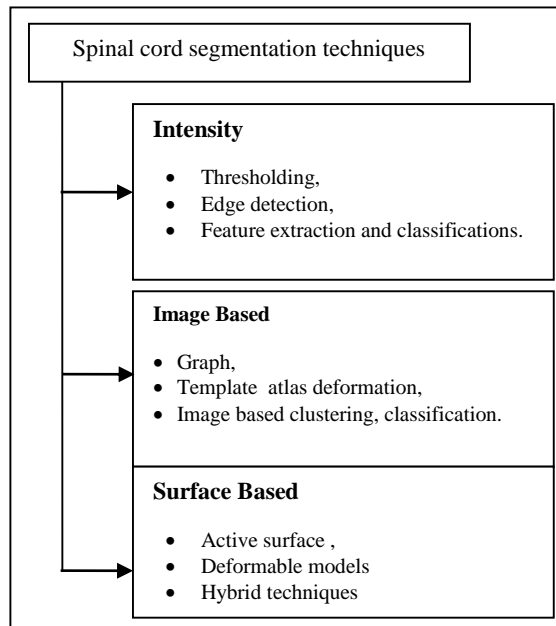 Spinal cord segmentation techniques
Intensity
• Thresholding,
• Edge detection,
• Feature extraction and classifications.
Image Based
• Graph,
• Template atlas deformation,
• Image based clustering, classification.
Surface Based
• Active surface ,
• Deformable models
• Hybrid techniques